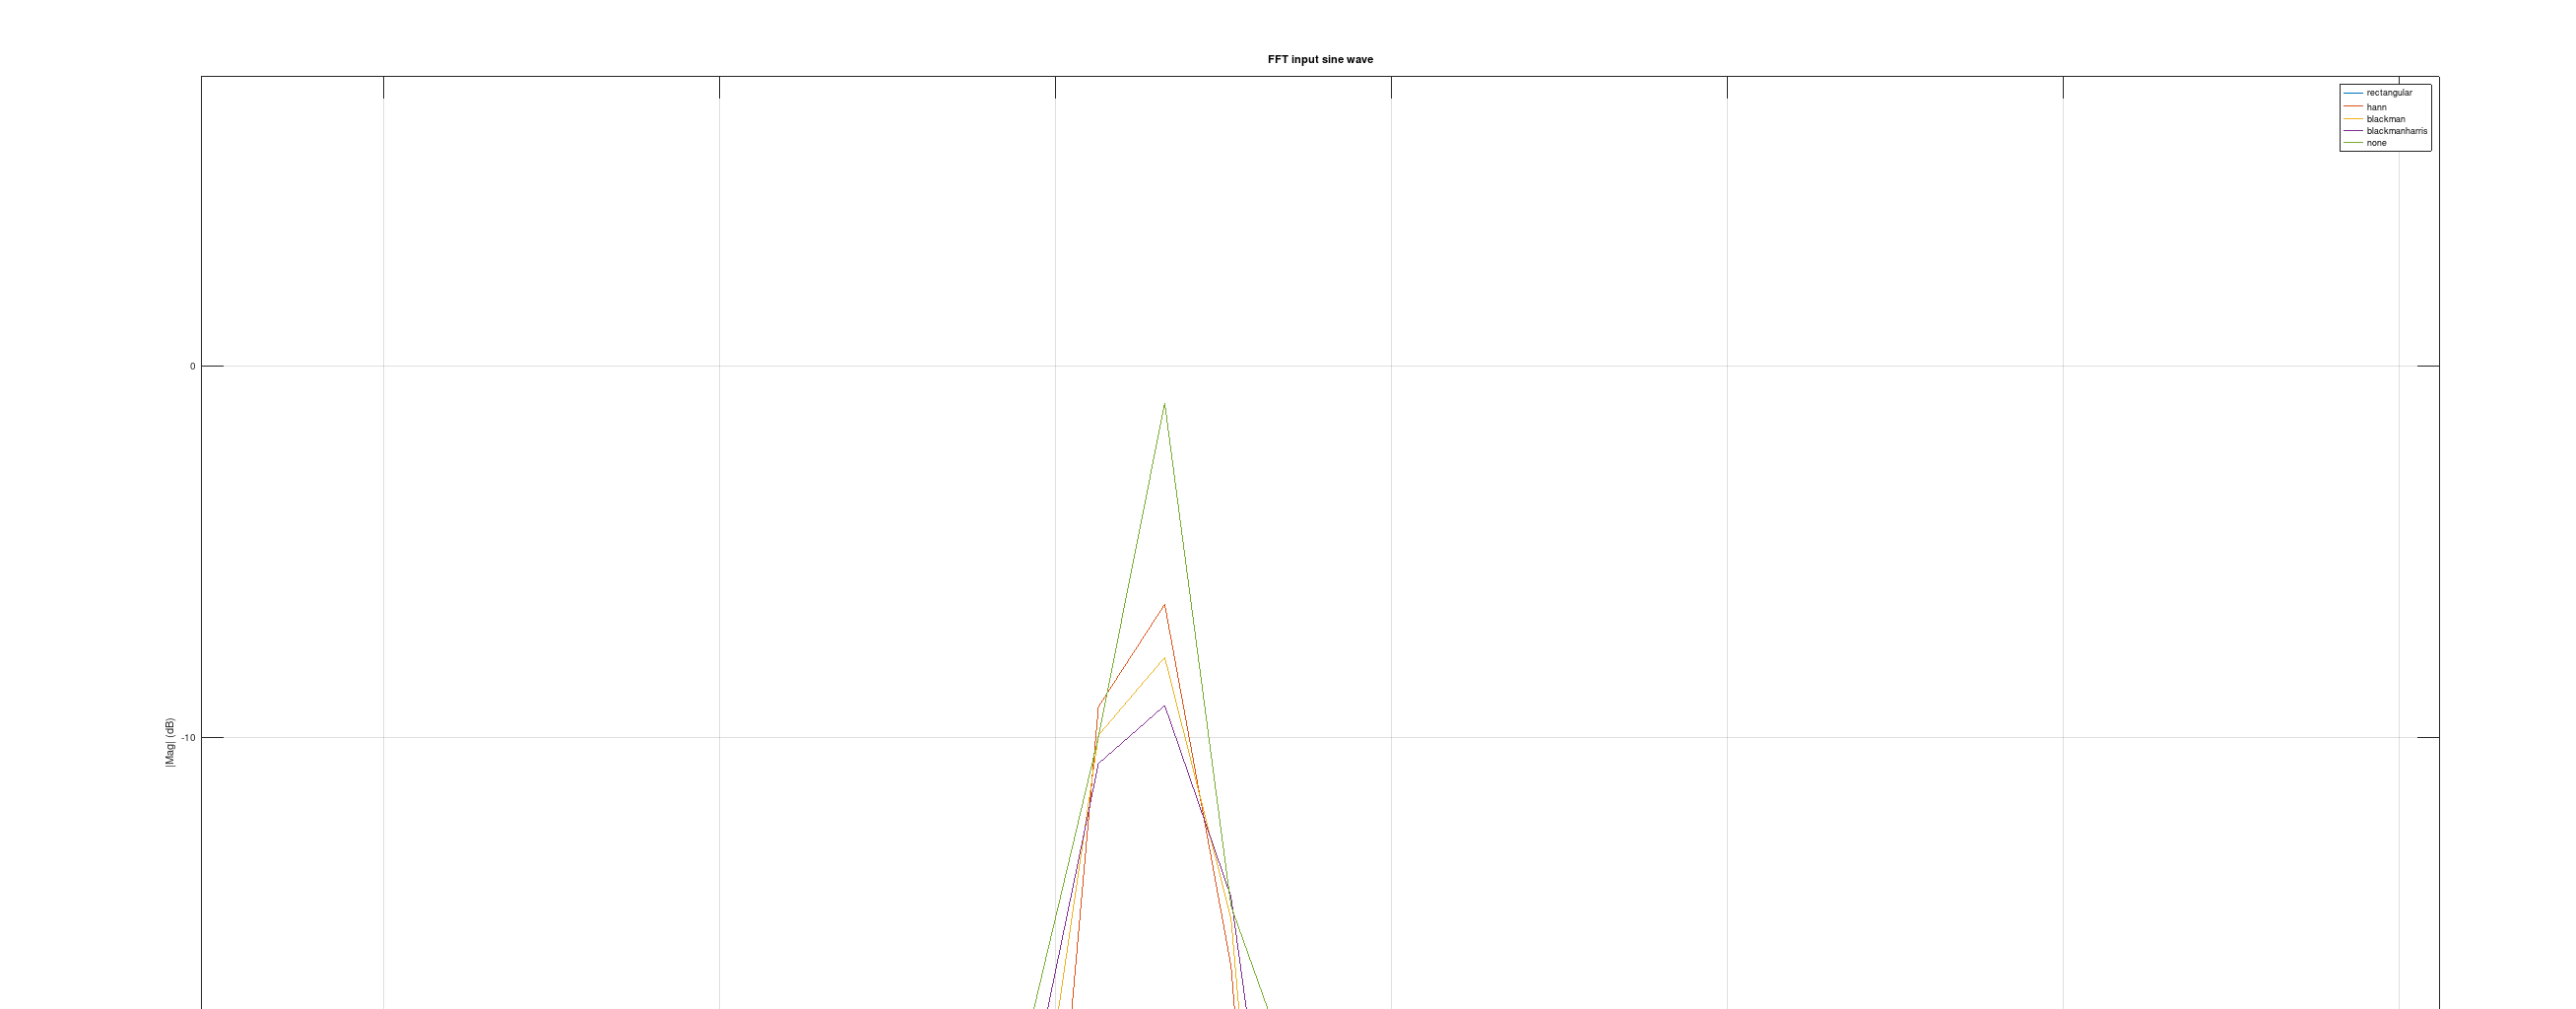 FFT input sine wave
rectangular
hann
blackman
blackmanharris
none
0
-10
|Mag| (dB)